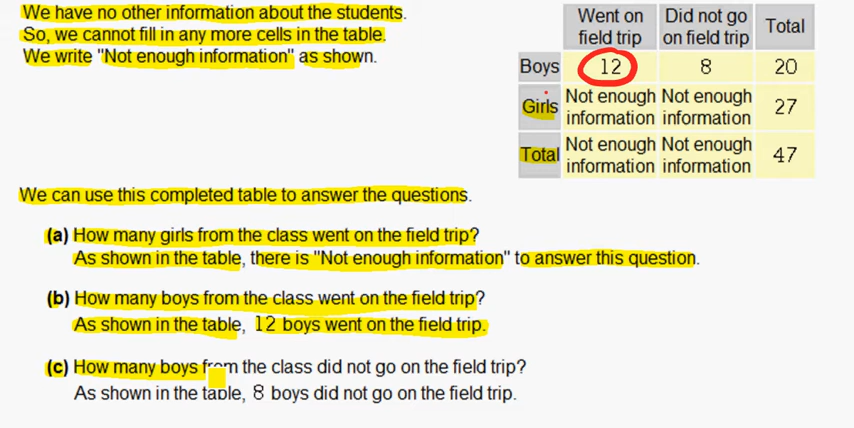 We have no other information about the students.
So, we cannot fill in any more cells in the table.
We write "Not enough information" as shown.
Went on field trip Did not go on field trip Total
Boys 12 8 20
Girls Not enough information Not enough information 27
Total Not enough information Not enough information 47
We can use this completed table to answer the questions.
(a) How many girls from the class went on the field trip?
As shown in the table, there is "Not enough information" to answer this question.
(b) How many boys from the class went on the field trip?
As shown in the table, 12 boys went on the field trip.
(c) How many boys from the class did not go on the field trip?
As shown in the table, 8 boys did not go on the field trip.